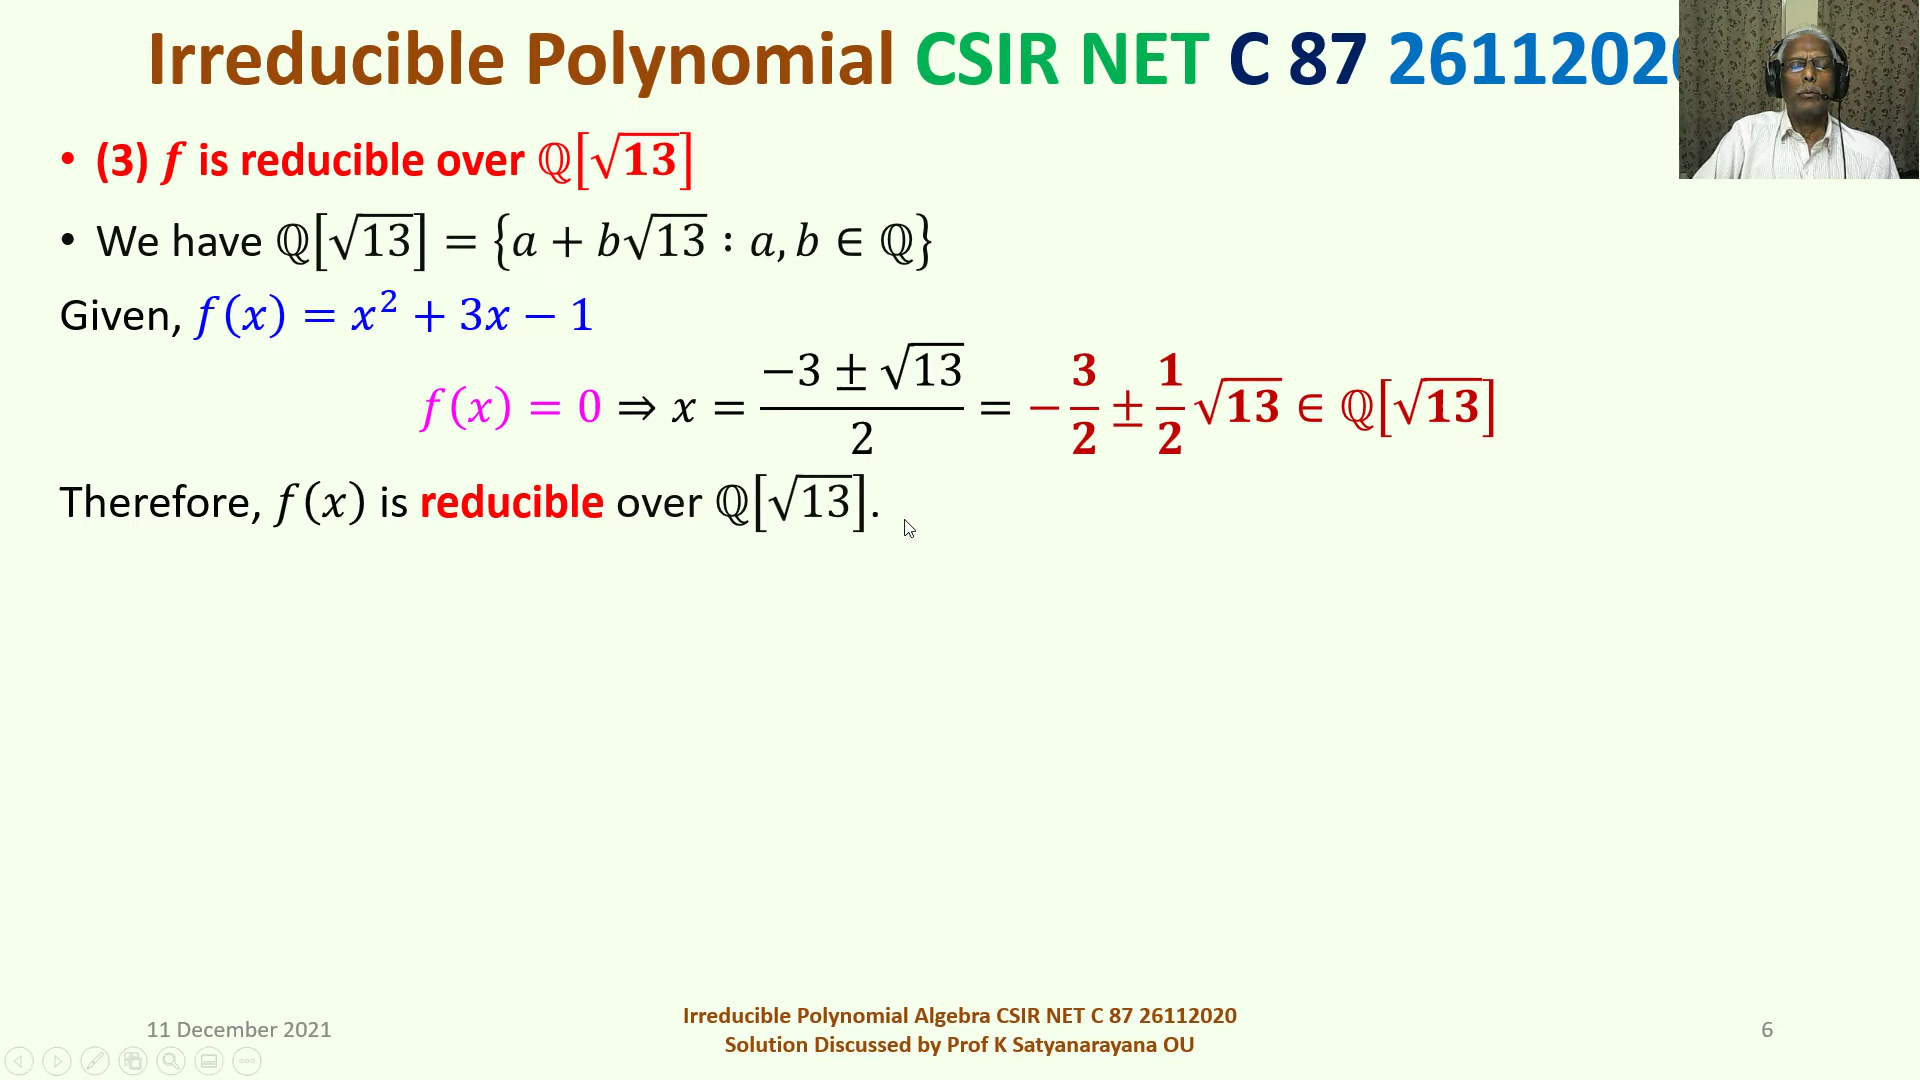 Irreducible Polynomial CSIR NET C 87 2611202
• (3) f is reducible over ℚ[√13]
• We have ℚ[√13] = {a + b√13 : a, b ∈ ℚ}
Given, f(x) = x² + 3x − 1
f(x) = 0 ⇒ x = (−3 ± √13)/2 = −3/2 ± 1/2 √13 ∈ ℚ[√13]
Therefore, f(x) is reducible over ℚ[√13].
11 December 2021
Irreducible Polynomial Algebra CSIR NET C 87 26112020
Solution Discussed by Prof K Satyanarayana OU
6